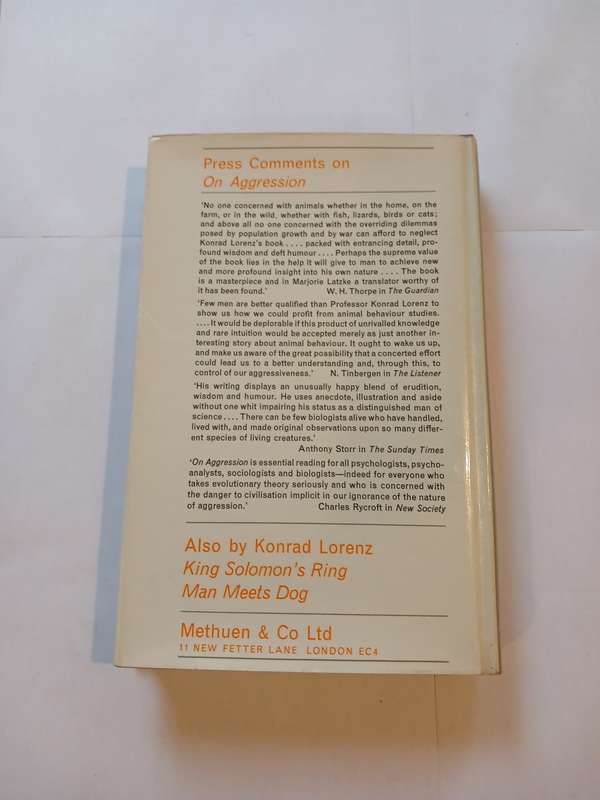 Press Comments on
On Aggression
'No one concerned with animals whether in the home, on the
farm, or in the wild, whether with fish, lizards, birds or cats;
and above all no one concerned with the overriding dilemmas
posed by population growth and by war can afford to neglect
Konrad Lorenz's book .... packed with entrancing detail, pro-
found wisdom and deft humour .... Perhaps the supreme value
of the book lies in the help it will give to man to achieve new
and more profound insight into his own nature .... The book
is a masterpiece and in Marjorie Latzke a translator worthy of
it has been found.' W. H. Thorpe in The Guardian
'Few men are better qualified than Professor Konrad Lorenz to
show us how we could profit from animal behaviour studies.
.... It would be deplorable if this product of unrivalled knowledge
and rare intuition would be accepted merely as just another in-
teresting story about animal behaviour. It ought to wake us up,
and make us aware of the great possibility that a concerted effort
could lead us to a better understanding and, through this, to
control of our aggressiveness.' N. Tinbergen in The Listener
'His writing displays an unusually happy blend of erudition,
wisdom and humour. He uses anecdote, illustration and aside
without one whit impairing his status as a distinguished man of
science .... There can be few biologists alive who have handled,
lived with, and made original observations upon so many differ-
ent species of living creatures.'
Anthony Storr in The Sunday Times
'On Aggression is essential reading for all psychologists, psycho-
analysts, sociologists and biologists—indeed for everyone who
takes evolutionary theory seriously and who is concerned with
the danger to civilisation implicit in our ignorance of the nature
of aggression.' Charles Rycroft in New Society
Also by Konrad Lorenz
King Solomon's Ring
Man Meets Dog
Methuen & Co Ltd
11 NEW FETTER LANE LONDON EC4